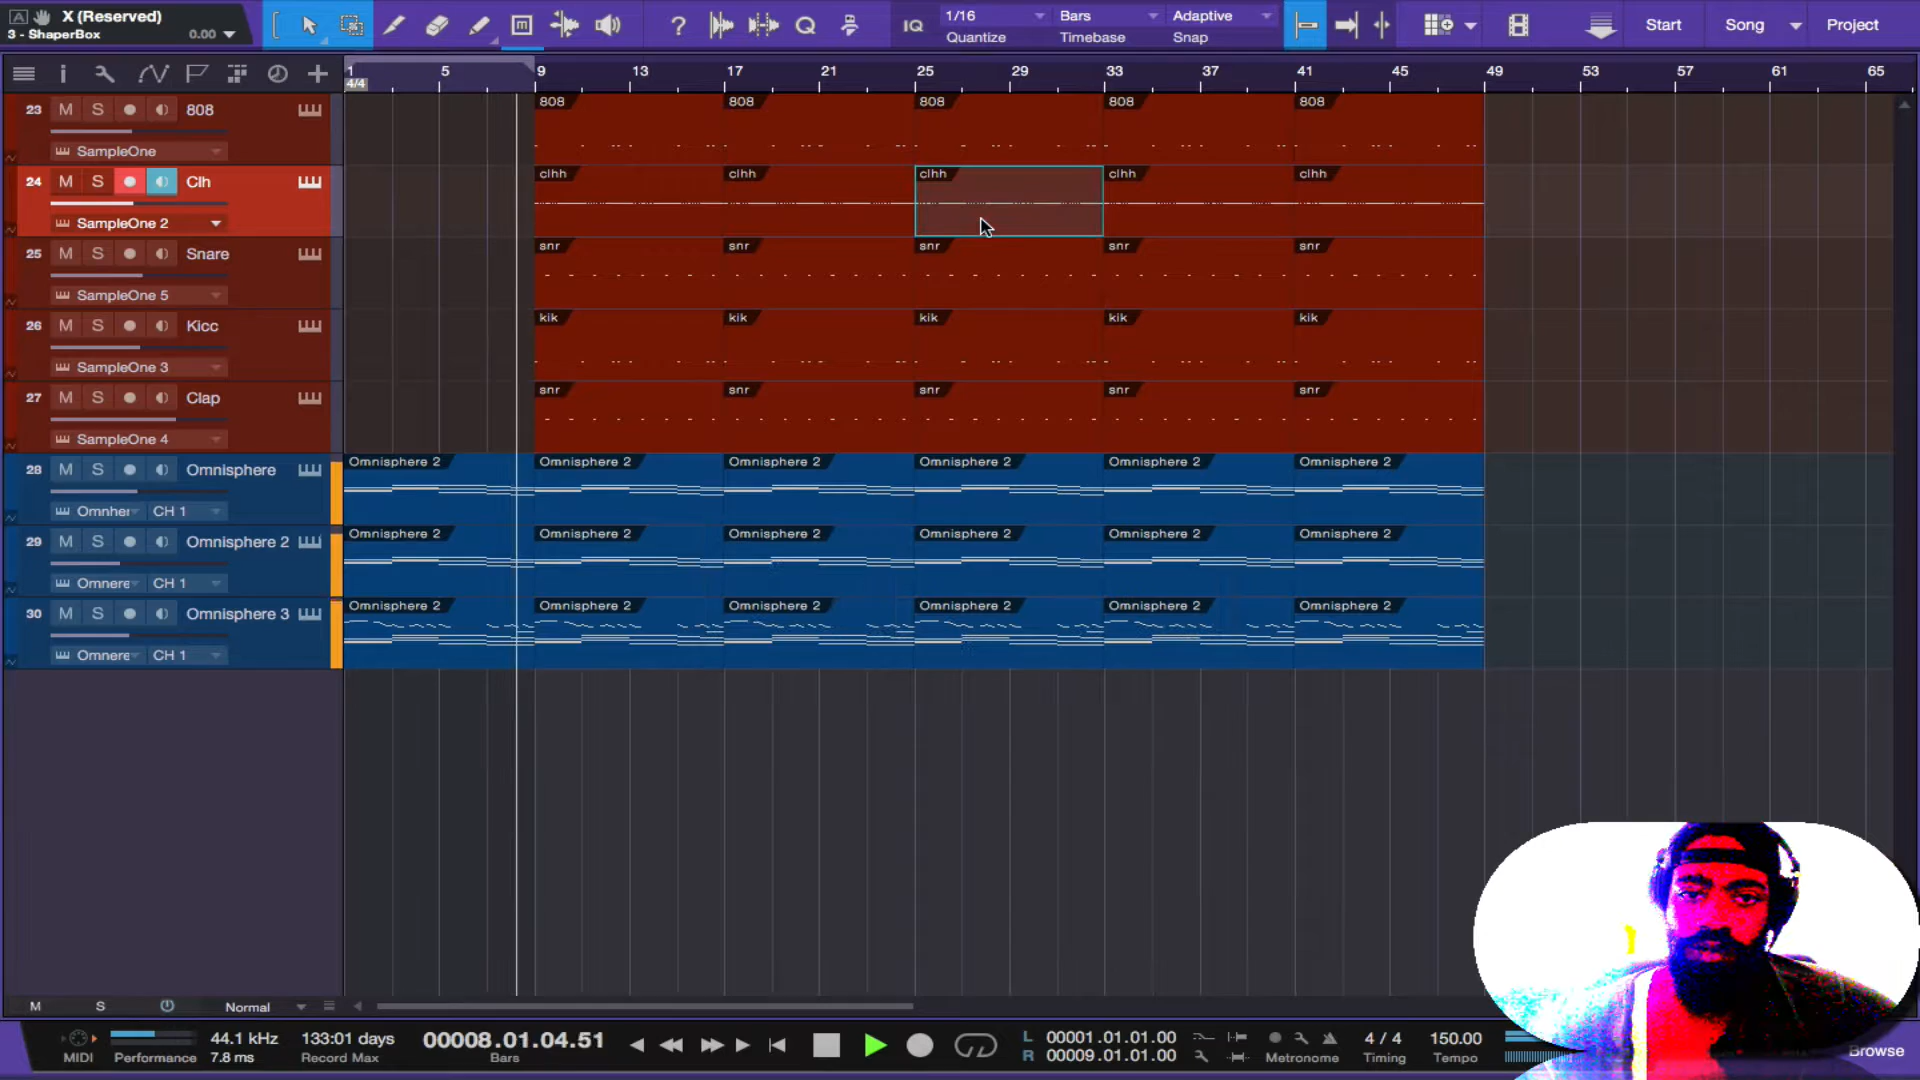 X (Reserved)
3 - ShaperBox
0.00
IQ
1/16
Quantize
Bars
Timebase
Adaptive
Snap
Start
Song
Project
1 5 9 13 17 21 25 29 33 37 41 45 49 53 57 61 65
4/4
23 M S 808
SampleOne
808 808 808 808 808
24 M S Clh
SampleOne 2
clhh clhh clhh clhh clhh
25 M S Snare
SampleOne 5
snr snr snr snr snr
26 M S Kicc
SampleOne 3
kik kik kik kik kik
27 M S Clap
SampleOne 4
snr snr snr snr snr
28 M S Omnisphere
Omnher CH 1
Omnisphere 2 Omnisphere 2 Omnisphere 2 Omnisphere 2 Omnisphere 2 Omnisphere 2
29 M S Omnisphere 2
Omnere CH 1
Omnisphere 2 Omnisphere 2 Omnisphere 2 Omnisphere 2 Omnisphere 2 Omnisphere 2
30 M S Omnisphere 3
Omnere CH 1
Omnisphere 2 Omnisphere 2 Omnisphere 2 Omnisphere 2 Omnisphere 2 Omnisphere 2
M S Normal
MIDI
Performance
44.1 kHz
7.8 ms
133:01 days
Record Max
00008.01.04.51
Bars
L 00001.01.01.00
R 00009.01.01.00
Metronome
4 / 4
Timing
150.00
Tempo
Browse